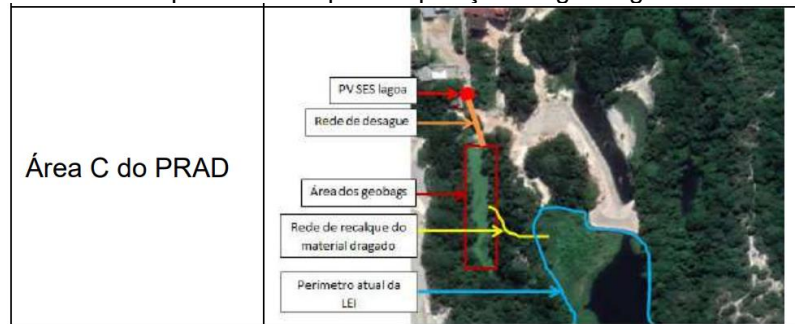 Área C do PRAD
PV SES lagoa
Rede de desague
Área dos geobags
Rede de recalque do
material dragado
Perimetro atual da
LEI